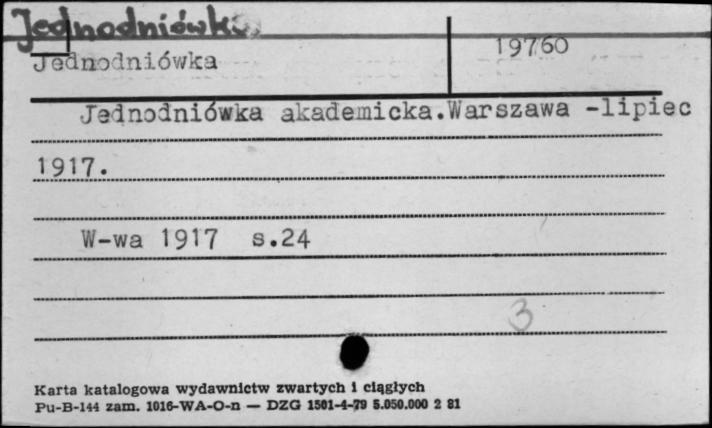 Jednodniówka
Jednodniówka
19760
Jednodniówka akademicka.Warszawa -lipiec
1917.
W-wa 1917 s.24
3
Karta katalogowa wydawnictw zwartych i ciągłych
Pu-B-144 zam. 1016-WA-O-n — DZG 1501-4-79 5.050.000 2 81